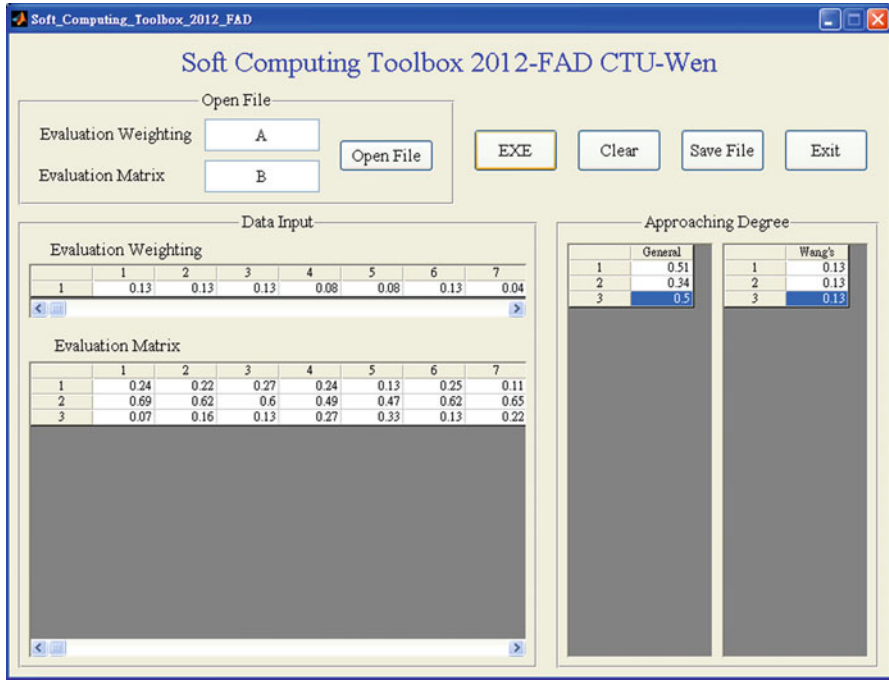 Soft_Computing_Toolbox_2012_FAD
Soft Computing Toolbox 2012-FAD CTU-Wen
Open File
Evaluation Weighting A
Evaluation Matrix B
Open File
EXE Clear Save File Exit
Data Input
Evaluation Weighting
1 2 3 4 5 6 7
1 0.13 0.13 0.13 0.08 0.08 0.13 0.04
Evaluation Matrix
1 2 3 4 5 6 7
1 0.24 0.22 0.27 0.24 0.13 0.25 0.11
2 0.69 0.62 0.6 0.49 0.47 0.62 0.65
3 0.07 0.16 0.13 0.27 0.33 0.13 0.22
Approaching Degree
General
1 0.51
2 0.34
3 0.5
Wang's
1 0.13
2 0.13
3 0.13